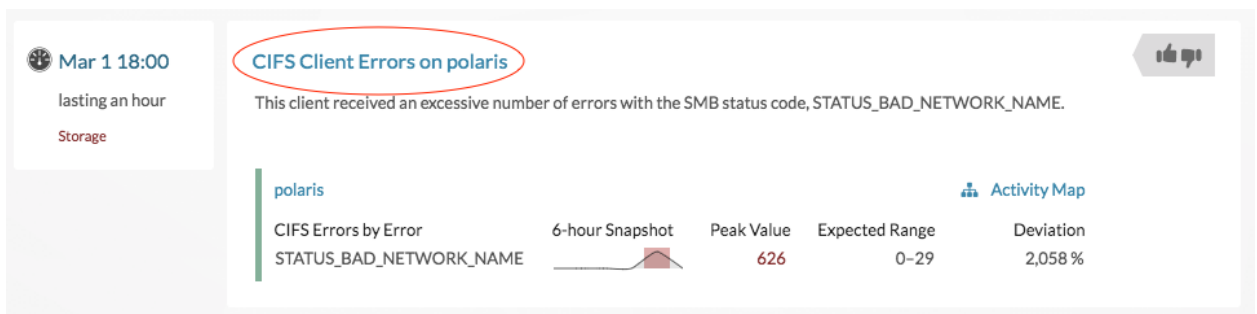 Mar 1 18:00
lasting an hour
Storage
CIFS Client Errors on polaris
This client received an excessive number of errors with the SMB status code, STATUS_BAD_NETWORK_NAME.
polaris
Activity Map
CIFS Errors by Error 6-hour Snapshot Peak Value Expected Range Deviation
STATUS_BAD_NETWORK_NAME 626 0–29 2,058 %